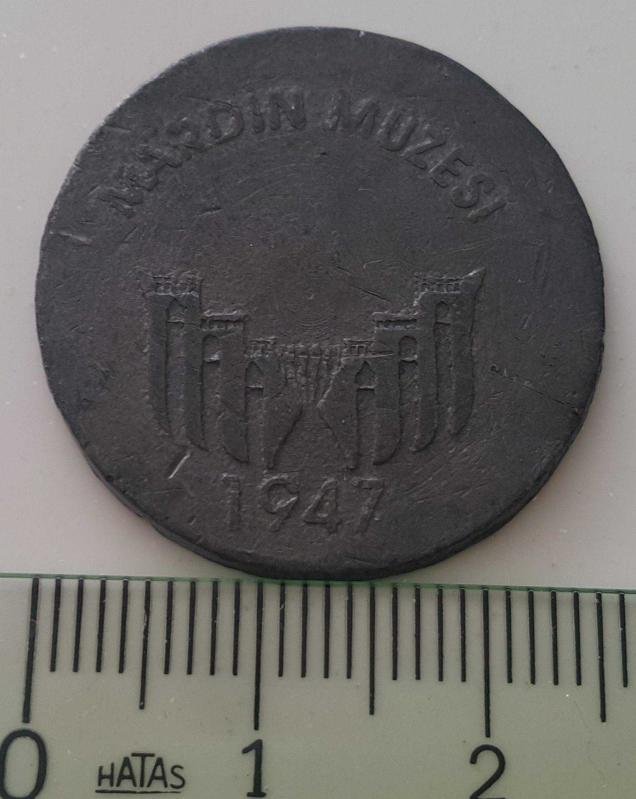 MARDİN MÜZESİ
1947
0 1 2
HATAS